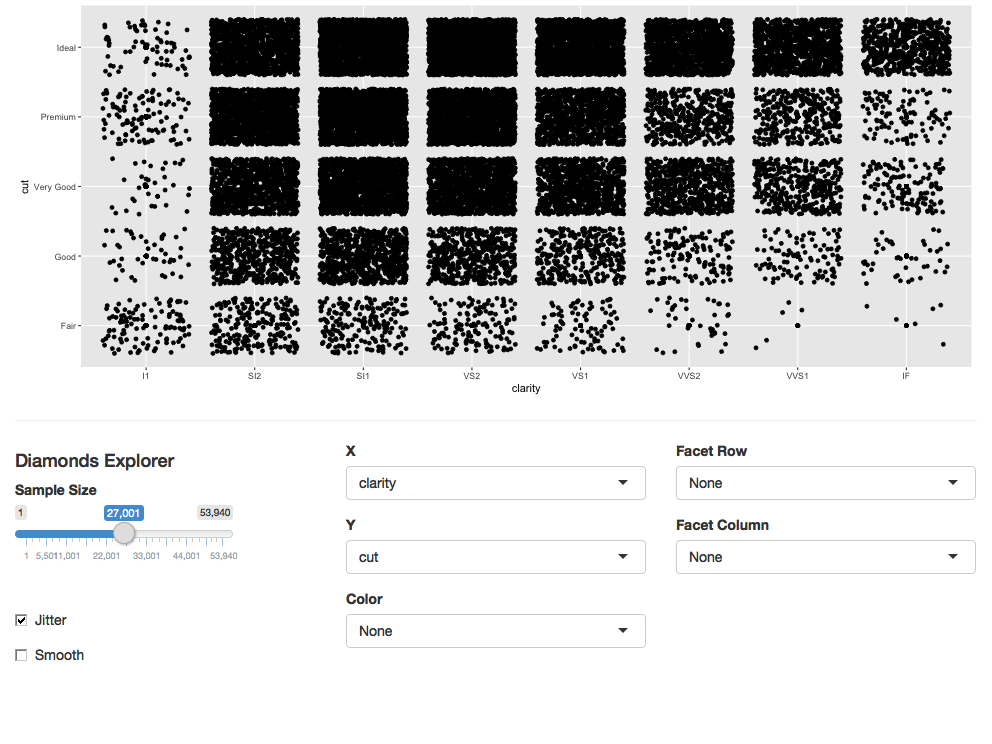 Ideal
Premium
Very Good
Good
Fair
cut
I1 SI2 SI1 VS2 VS1 VVS2 VVS1 IF
clarity
Diamonds Explorer
Sample Size
1 27,001 53,940
1 5,50111,001 22,001 33,001 44,001 53,940
Jitter
Smooth
X
clarity
Y
cut
Color
None
Facet Row
None
Facet Column
None